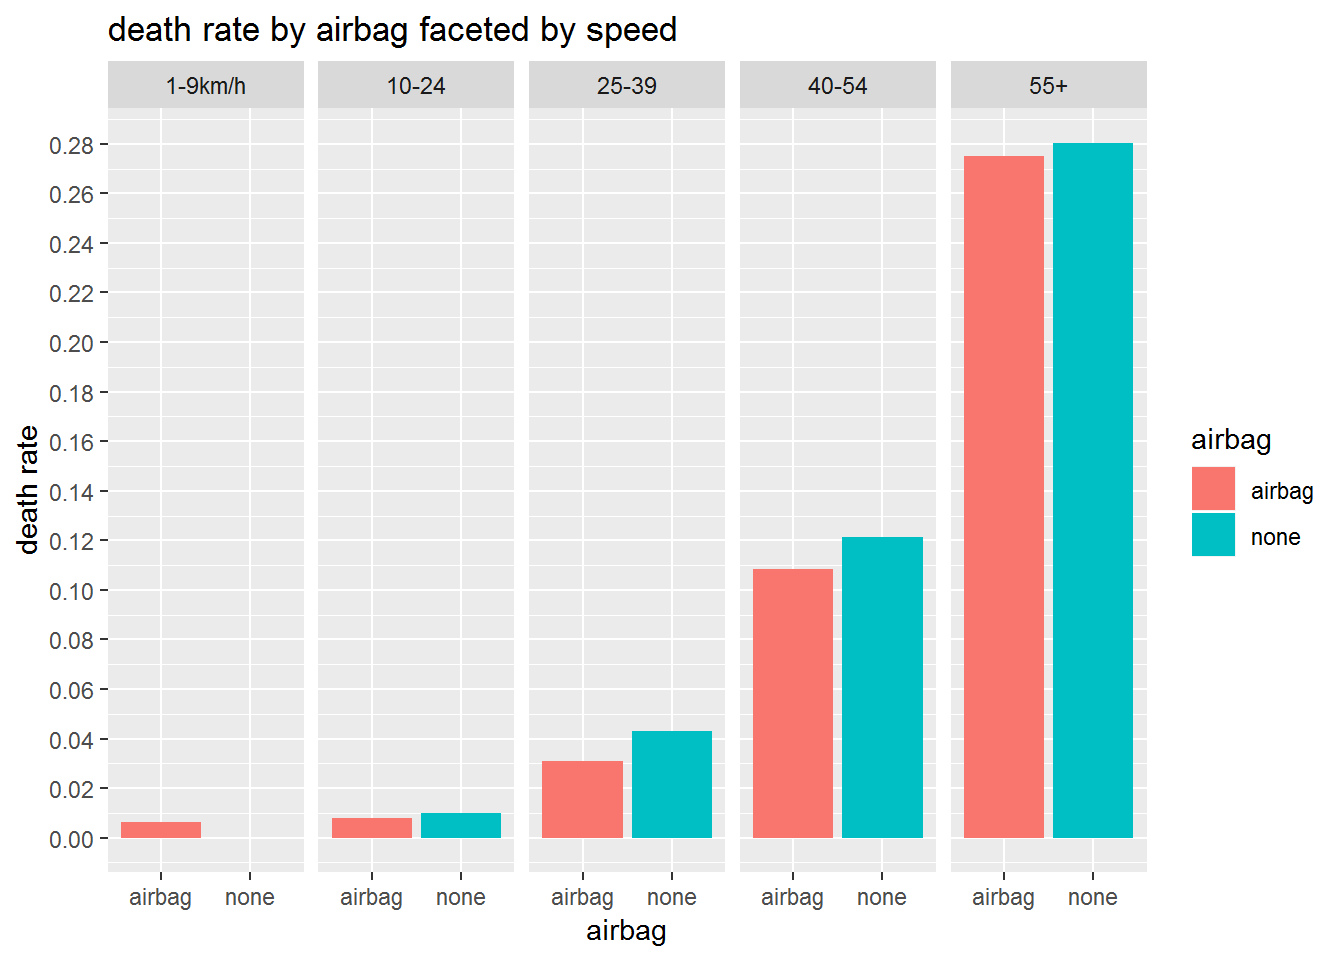 death rate by airbag faceted by speed
1-9km/h 10-24 25-39 40-54 55+
0.28
0.26
0.24
0.22
0.20
0.18
0.16
0.14
0.12
0.10
0.08
0.06
0.04
0.02
0.00
death rate
airbag none airbag none airbag none airbag none airbag none
airbag
airbag
airbag
none